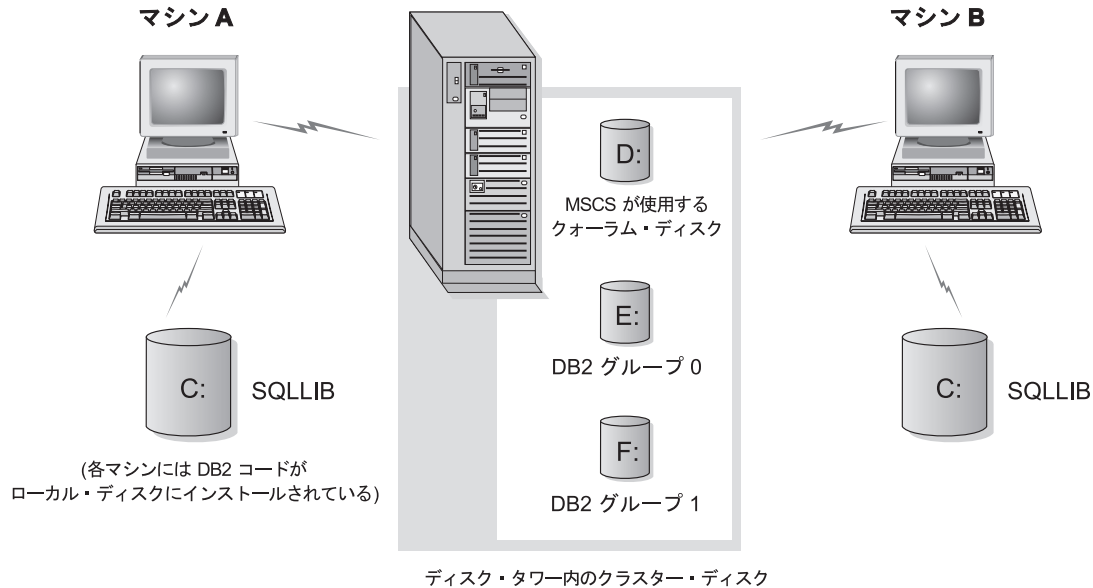 マシン A
マシン B
D:
MSCS が使用する
クォーラム・ディスク
E:
DB2 グループ 0
C:
SQLLIB
C:
SQLLIB
F:
DB2 グループ 1
(各マシンには DB2 コードが
ローカル・ディスクにインストールされている)
ディスク・タワー内のクラスター・ディスク